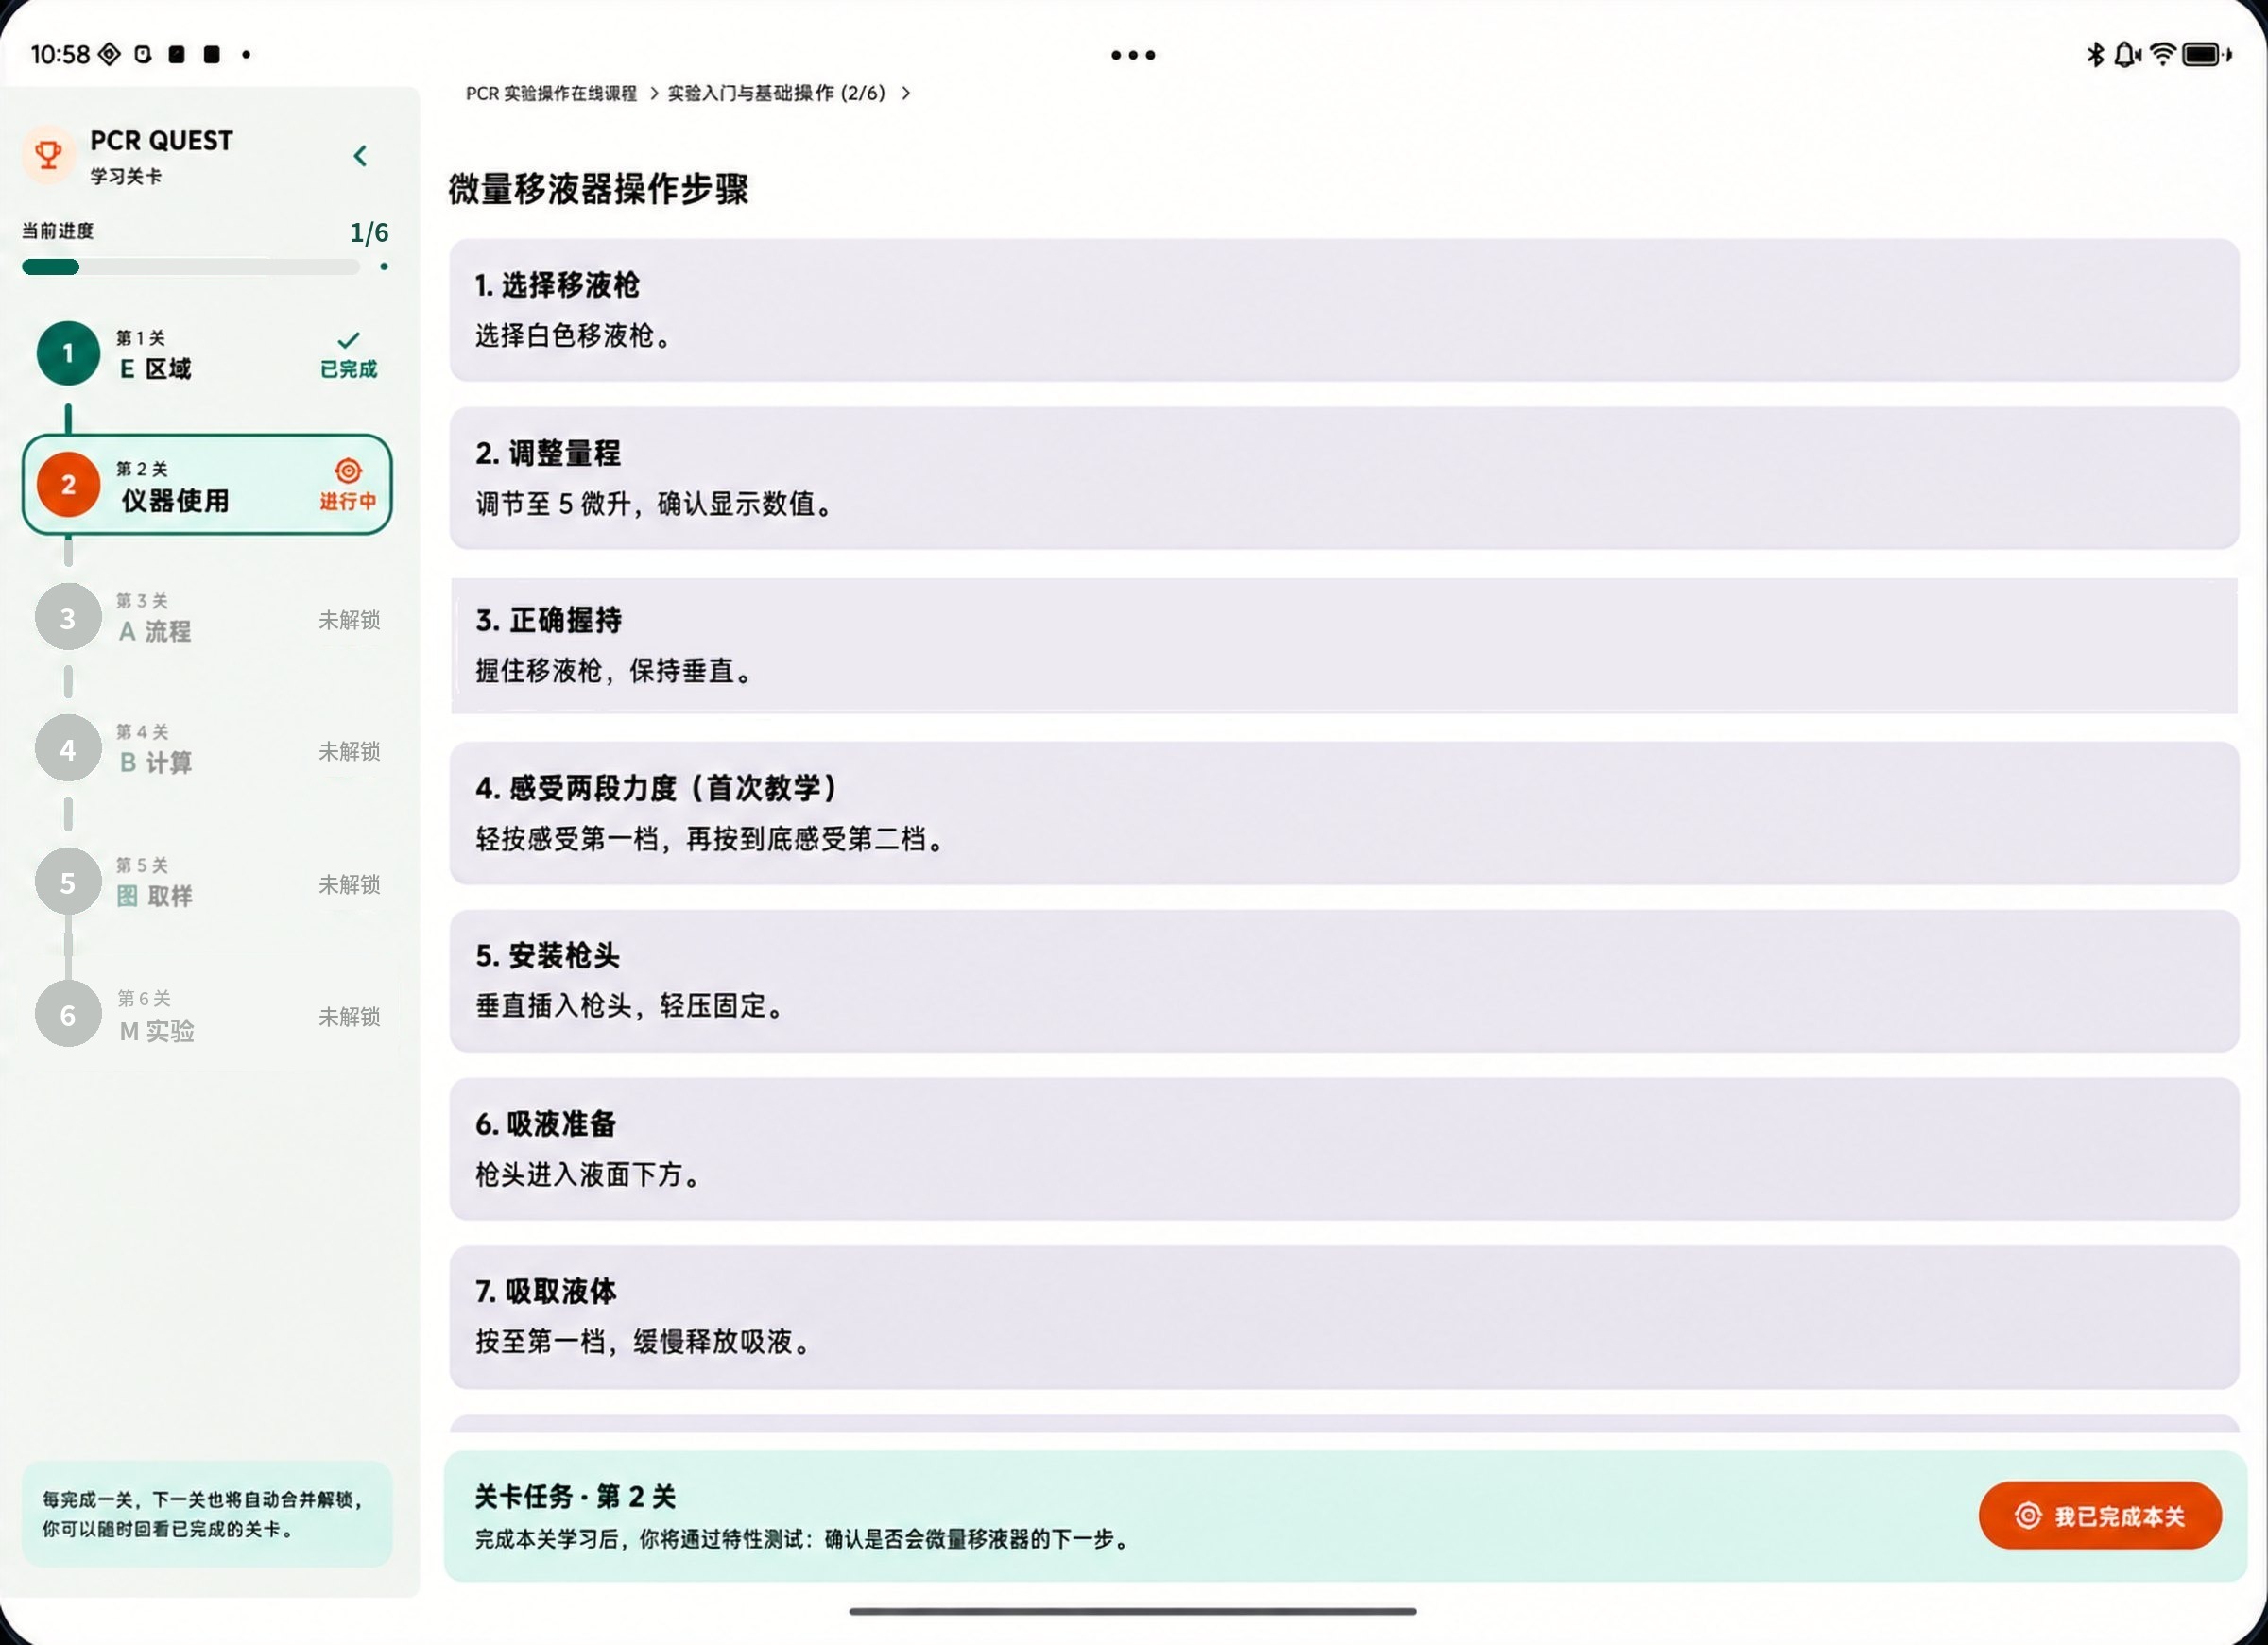 10:58
PCR 实验操作在线课程 > 实验入门与基础操作 (2/6) >
PCR QUEST
学习关卡
当前进度
1/6
1
第 1 关
E 区域
已完成
2
第 2 关
仪器使用
进行中
3
第 3 关
A 流程
未解锁
4
第 4 关
B 计算
未解锁
5
第 5 关
图 取样
未解锁
6
第 6 关
M 实验
未解锁
每完成一关，下一关也将自动合并解锁，
你可以随时回看已完成的关卡。
微量移液器操作步骤
1. 选择移液枪
选择白色移液枪。
2. 调整量程
调节至 5 微升，确认显示数值。
3. 正确握持
握住移液枪，保持垂直。
4. 感受两段力度（首次教学）
轻按感受第一档，再按到底感受第二档。
5. 安装枪头
垂直插入枪头，轻压固定。
6. 吸液准备
枪头进入液面下方。
7. 吸取液体
按至第一档，缓慢释放吸液。
关卡任务 · 第 2 关
完成本关学习后，你将通过特性测试：确认是否会微量移液器的下一步。
我已完成本关